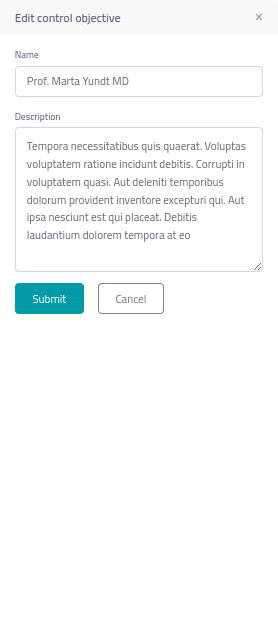 Edit control objective ×
Name
Prof. Marta Yundt MD
Description
Tempora necessitatibus quis quaerat. Voluptas
voluptatem ratione incidunt debitis. Corrupti in
voluptatem quasi. Aut deleniti temporibus
dolorum provident inventore excepturi qui. Aut
ipsa nesciunt est qui placeat. Debitis
laudantium dolorem tempora at eo
Submit Cancel